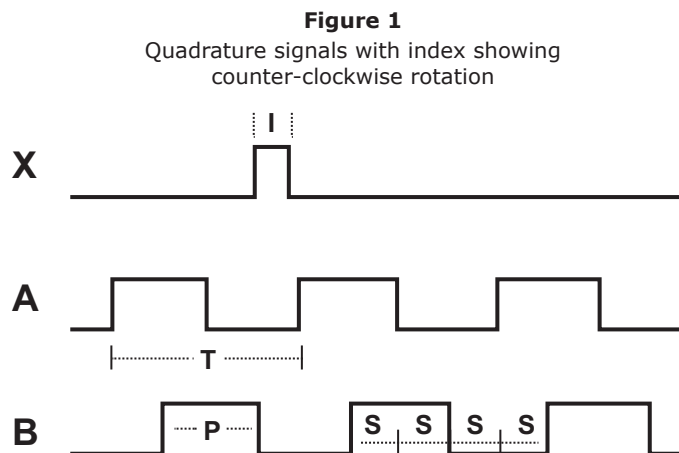 Figure 1
Quadrature signals with index showing
counter-clockwise rotation
I
X
A
T
B
P
S S S S